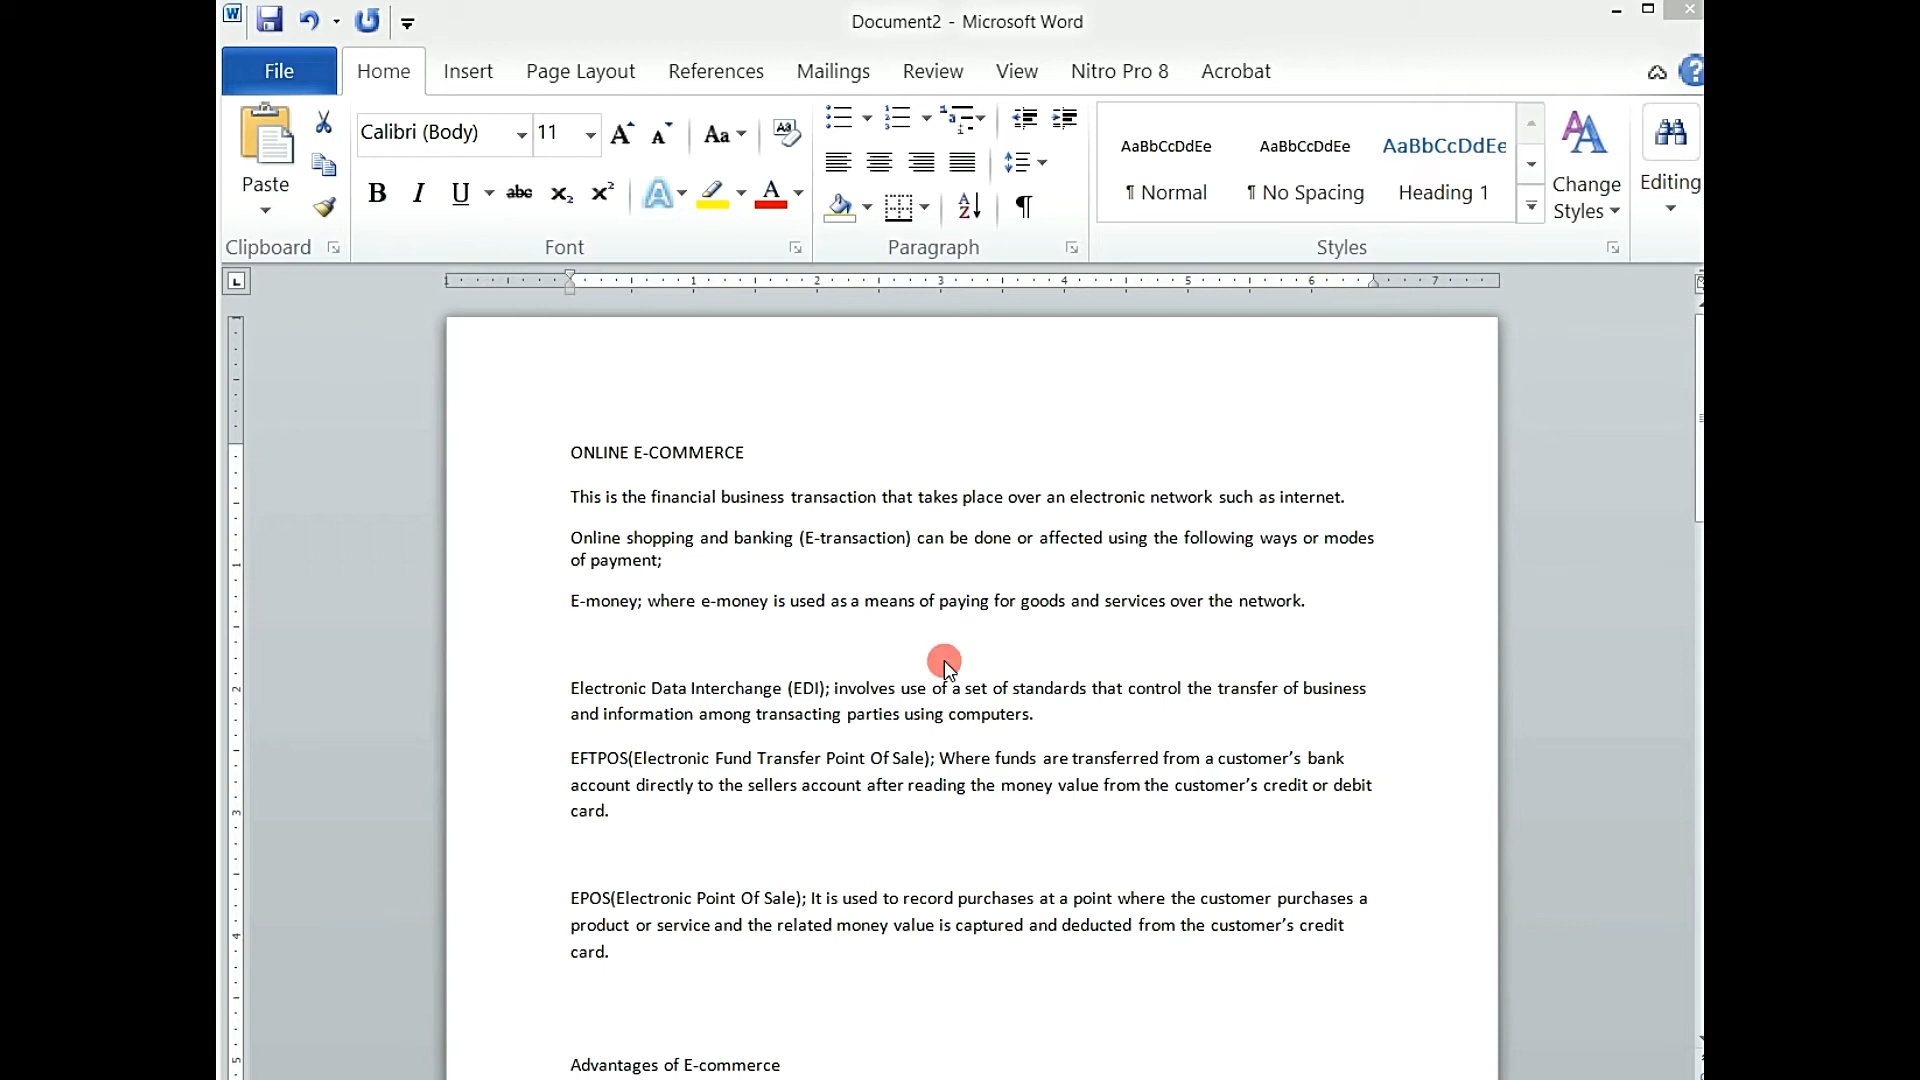 Document2 - Microsoft Word
File Home Insert Page Layout References Mailings Review View Nitro Pro 8 Acrobat
Calibri (Body) 11
AaBbCcDdEe AaBbCcDdEe AaBbCcDdEe
Paste
¶ Normal ¶ No Spacing Heading 1
Change Styles
Editing
Clipboard Font Paragraph Styles
1 1 2 3 4 5 6 7
ONLINE E-COMMERCE
This is the financial business transaction that takes place over an electronic network such as internet.
Online shopping and banking (E-transaction) can be done or affected using the following ways or modes
of payment;
E-money; where e-money is used as a means of paying for goods and services over the network.
Electronic Data Interchange (EDI); involves use of a set of standards that control the transfer of business
and information among transacting parties using computers.
EFTPOS(Electronic Fund Transfer Point Of Sale); Where funds are transferred from a customer’s bank
account directly to the sellers account after reading the money value from the customer’s credit or debit
card.
EPOS(Electronic Point Of Sale); It is used to record purchases at a point where the customer purchases a
product or service and the related money value is captured and deducted from the customer’s credit
card.
Advantages of E-commerce